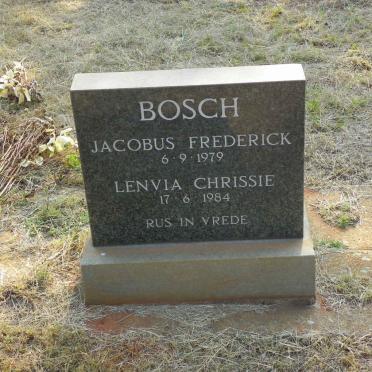 BOSCH
JACOBUS FREDERICK
6·9·1979
LENVIA CHRISSIE
17·6·1984
RUS IN VREDE